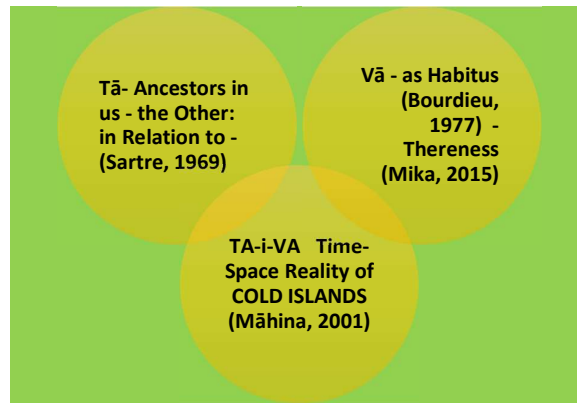 Tā- Ancestors in
us - the Other:
in Relation to -
(Sartre, 1969)
Vā - as Habitus
(Bourdieu,
1977) -
Thereness
(Mika, 2015)
TA-i-VA Time-
Space Reality of
COLD ISLANDS
(Māhina, 2001)